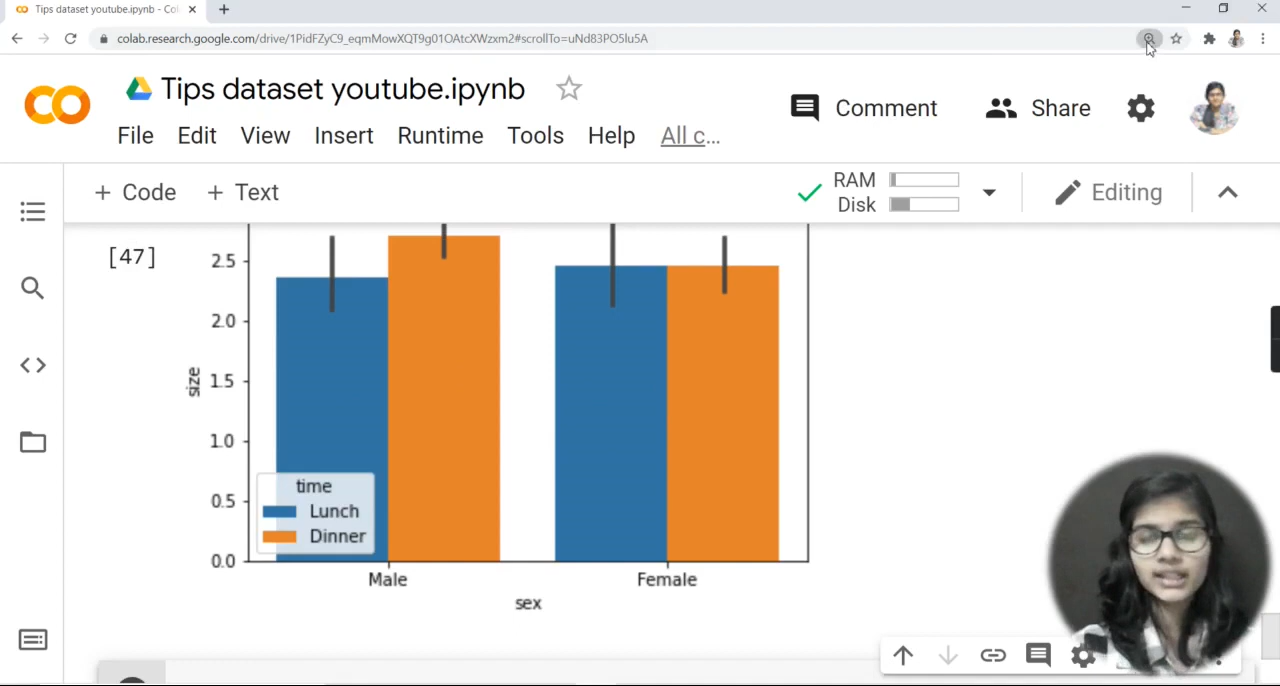 Tips dataset youtube.ipynb - Col
colab.research.google.com/drive/1PidFZyC9_eqmMowXQT9g01OAtcXWzxm2#scrollTo=uNd83PO5lu5A
Tips dataset youtube.ipynb
Comment
Share
File Edit View Insert Runtime Tools Help All c...
+ Code + Text
RAM
Disk
Editing
[47]
2.5
2.0
1.5
1.0
0.5
0.0
size
time
Lunch
Dinner
Male Female
sex